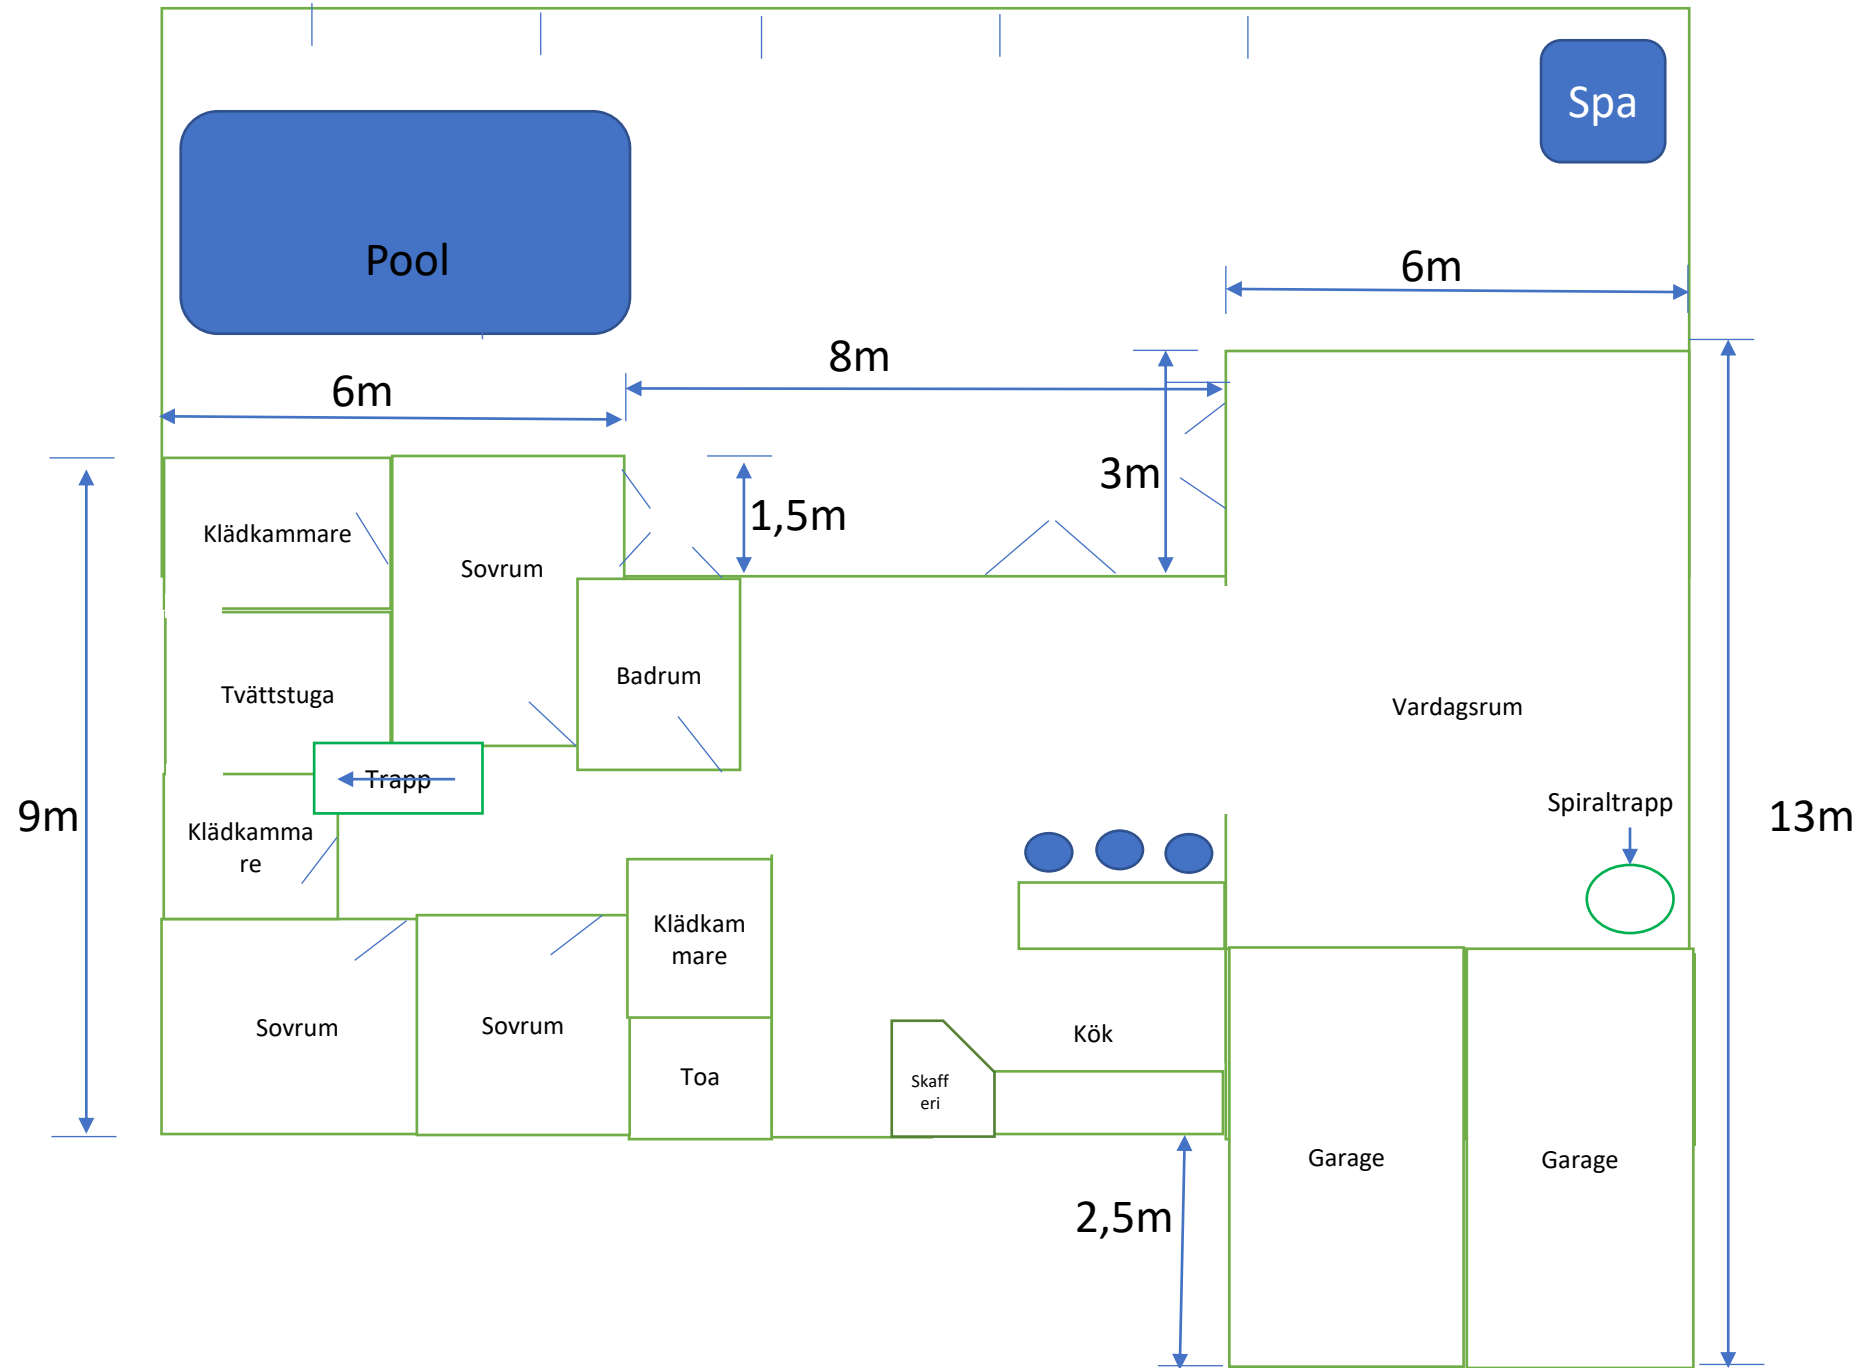 Spa
Pool
6m
8m
6m
3m
1,5m
Klädkammare
Sovrum
Badrum
Tvättstuga
Vardagsrum
Trapp
Spiraltrapp
9m
13m
Klädkamma
re
Klädkam
mare
Sovrum
Sovrum
Kök
Toa
Skaff
eri
Garage
Garage
2,5m